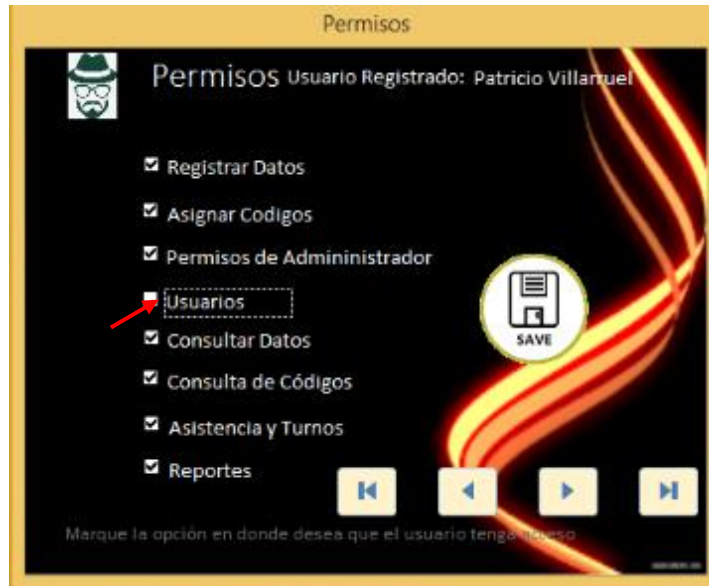 Permisos
Permisos Usuario Registrado: Patricio Villarruel
Registrar Datos
Asignar Codigos
Permisos de Admininistrador
Usuarios
SAVE
Consultar Datos
Consulta de Códigos
Asistencia y Turnos
Reportes
Marque la opción en donde desea que el usuario tenga acceso